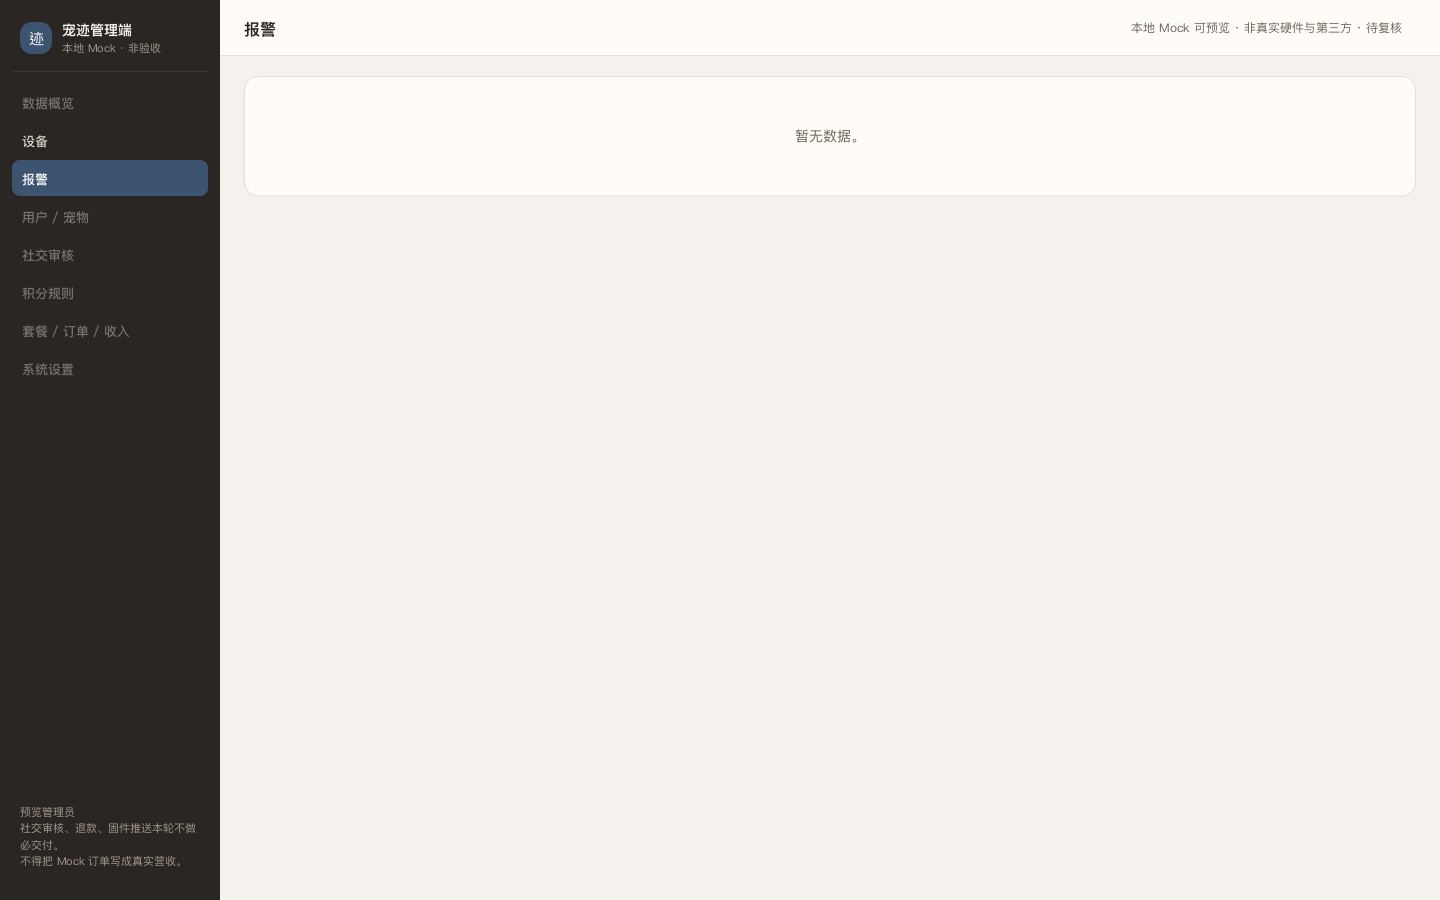 迹
宠迹管理端
本地 Mock · 非验收
数据概览
设备
报警
用户 / 宠物
社交审核
积分规则
套餐 / 订单 / 收入
系统设置
预览管理员
社交审核、退款、固件推送本轮不做
必交付。
不得把 Mock 订单写成真实营收。
报警
本地 Mock 可预览 · 非真实硬件与第三方 · 待复核
暂无数据。